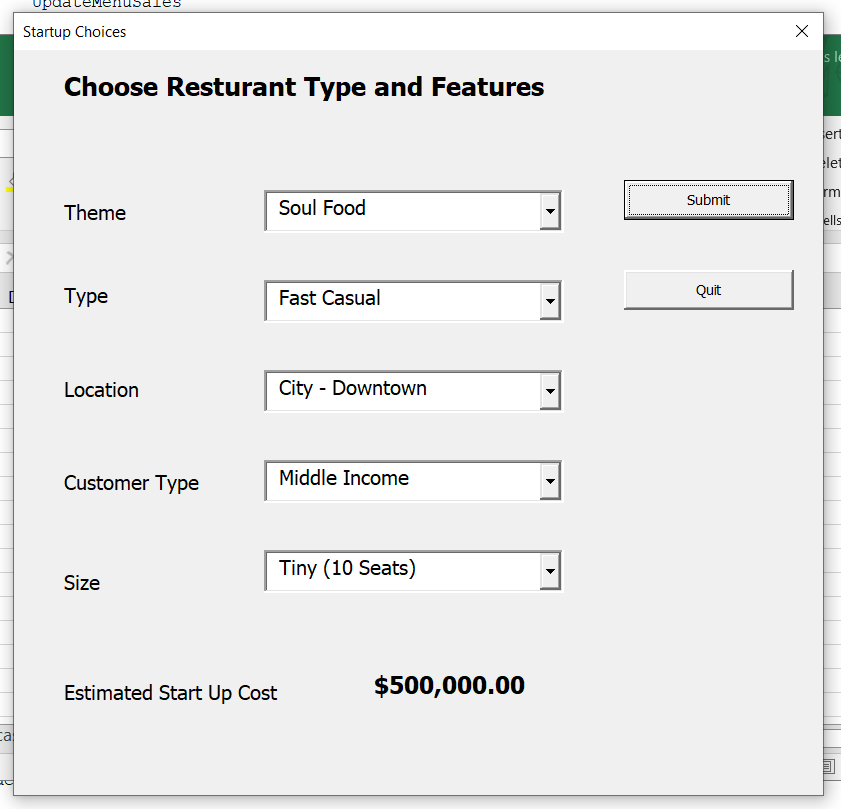 UpdateMenuSales
Startup Choices
Choose Resturant Type and Features
Theme
Soul Food
Submit
Type
Fast Casual
Quit
Location
City - Downtown
Customer Type
Middle Income
Size
Tiny (10 Seats)
Estimated Start Up Cost
$500,000.00